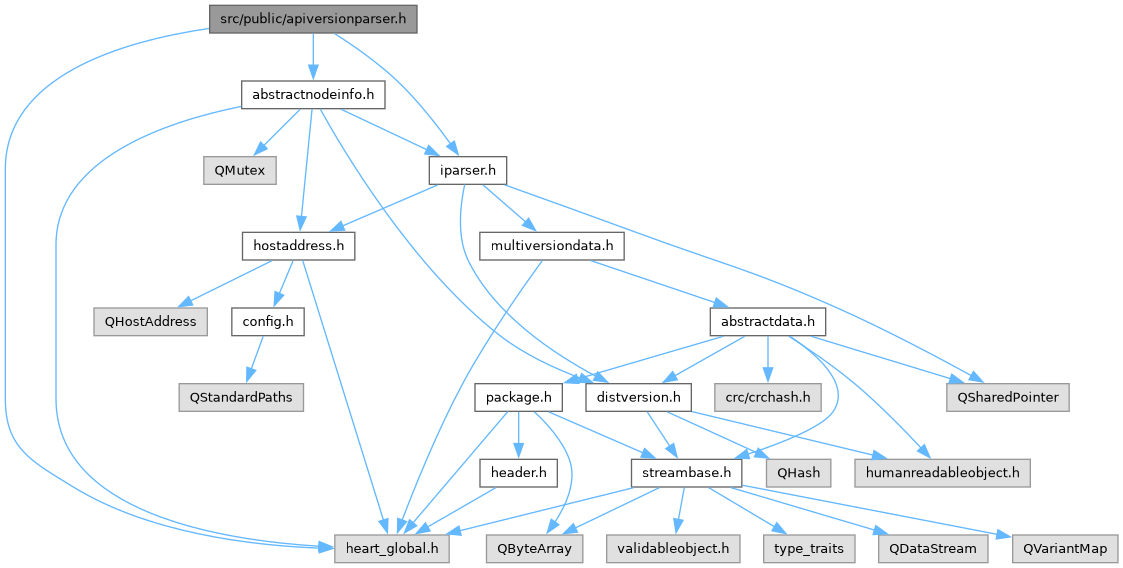 src/public/apiversionparser.h
abstractnodeinfo.h
QMutex
iparser.h
hostaddress.h
multiversiondata.h
QHostAddress
config.h
abstractdata.h
QStandardPaths
package.h
distversion.h
crc/crchash.h
QSharedPointer
header.h
streambase.h
QHash
humanreadableobject.h
heart_global.h
QByteArray
validableobject.h
type_traits
QDataStream
QVariantMap